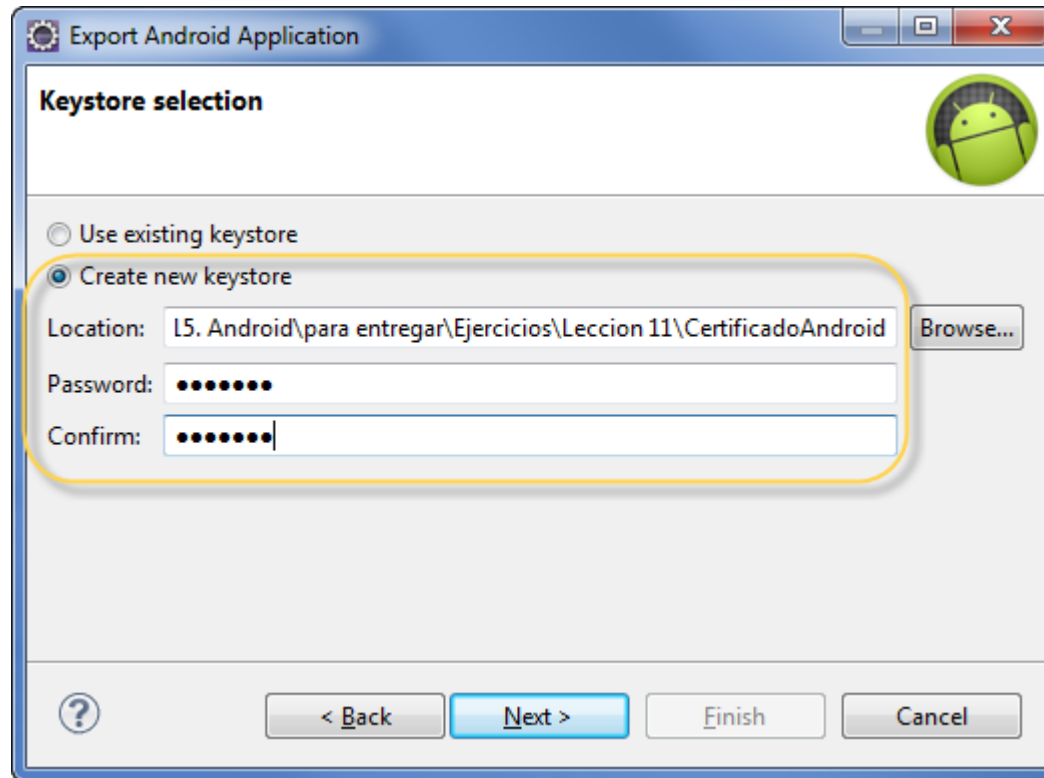 Export Android Application
Keystore selection
Use existing keystore
Create new keystore
Location: 15. Android\para entregar\Ejercicios\Leccion 11\CertificadoAndroid Browse...
Password: •••••••
Confirm: •••••••
? < Back Next > Finish Cancel